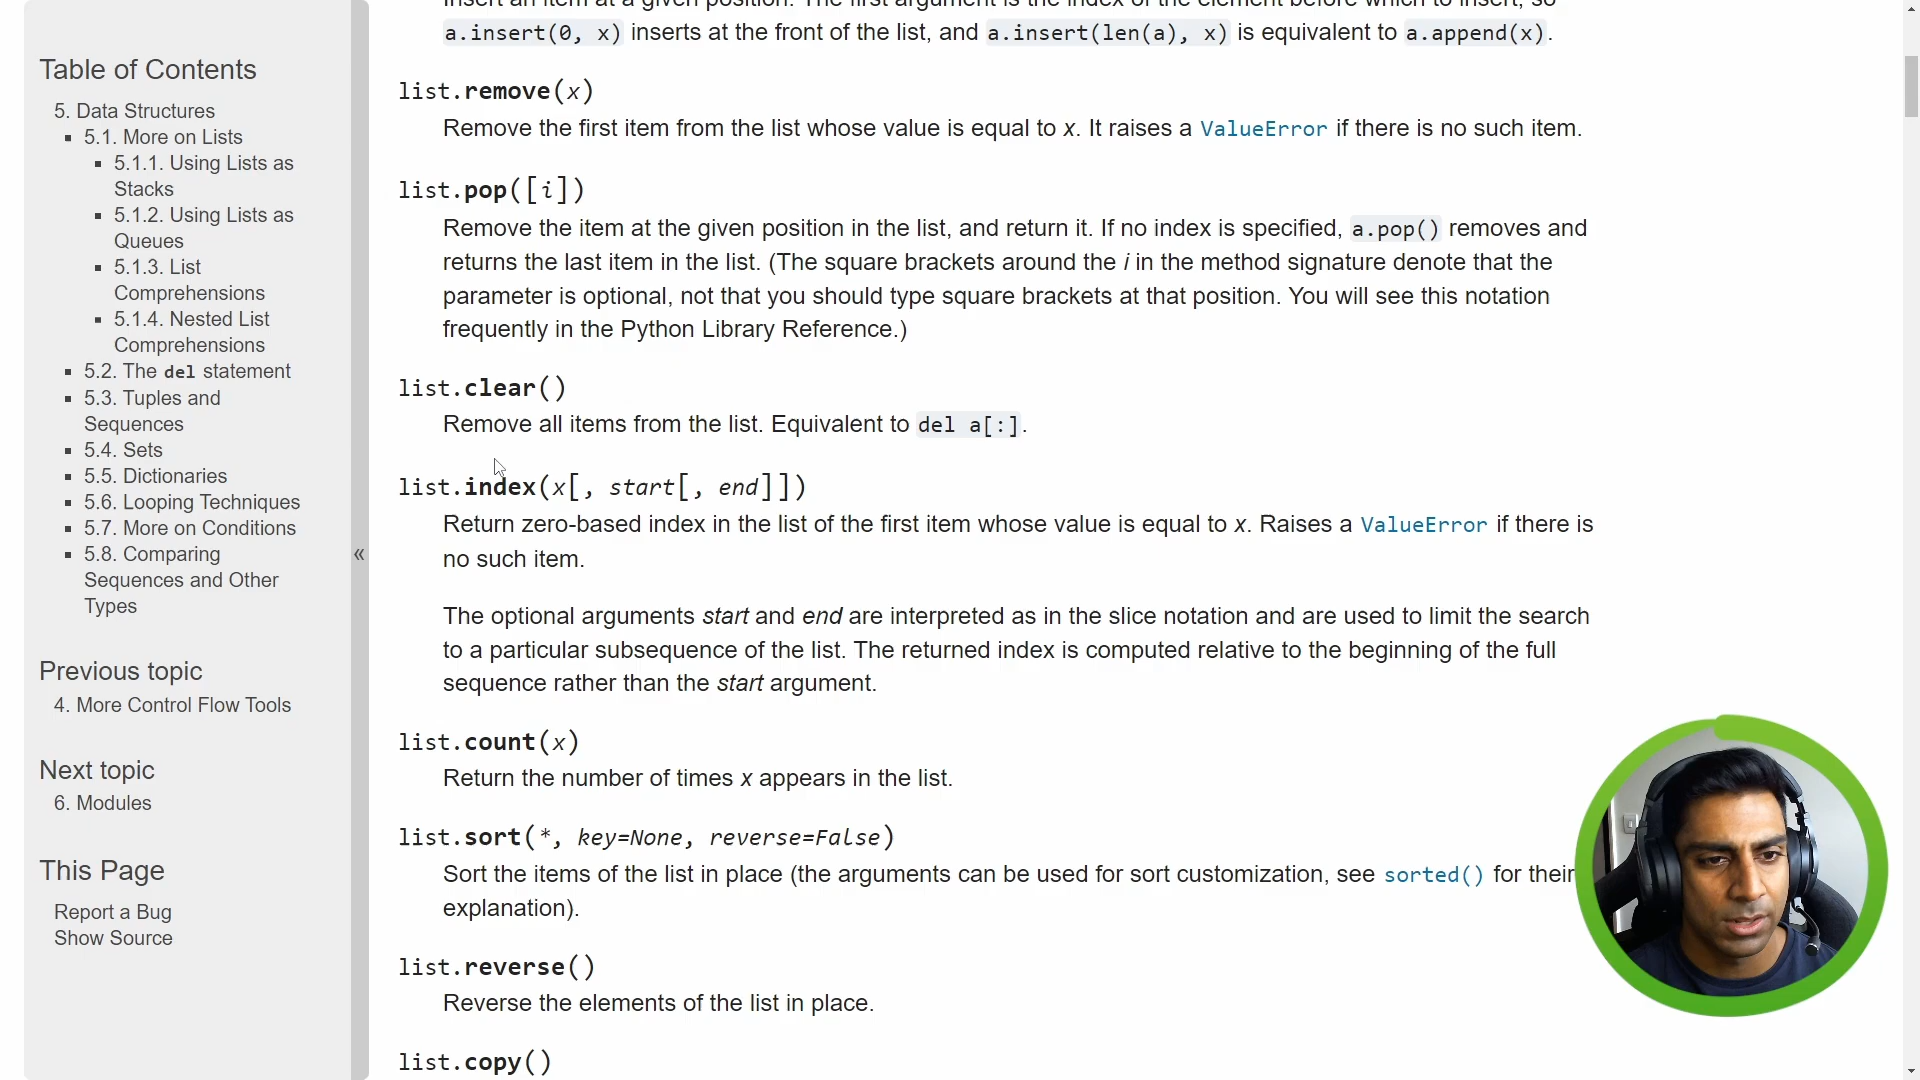 Table of Contents
5. Data Structures
5.1. More on Lists
5.1.1. Using Lists as
Stacks
5.1.2. Using Lists as
Queues
5.1.3. List
Comprehensions
5.1.4. Nested List
Comprehensions
5.2. The del statement
5.3. Tuples and
Sequences
5.4. Sets
5.5. Dictionaries
5.6. Looping Techniques
5.7. More on Conditions
5.8. Comparing
Sequences and Other
Types
Previous topic
4. More Control Flow Tools
Next topic
6. Modules
This Page
Report a Bug
Show Source
«
Insert an item at a given position. The first argument is the index of the element before which to insert, so
a.insert(0, x) inserts at the front of the list, and a.insert(len(a), x) is equivalent to a.append(x).
list.remove(x)
Remove the first item from the list whose value is equal to x. It raises a ValueError if there is no such item.
list.pop([i])
Remove the item at the given position in the list, and return it. If no index is specified, a.pop() removes and
returns the last item in the list. (The square brackets around the i in the method signature denote that the
parameter is optional, not that you should type square brackets at that position. You will see this notation
frequently in the Python Library Reference.)
list.clear()
Remove all items from the list. Equivalent to del a[:].
list.index(x[, start[, end]])
Return zero-based index in the list of the first item whose value is equal to x. Raises a ValueError if there is
no such item.
The optional arguments start and end are interpreted as in the slice notation and are used to limit the search
to a particular subsequence of the list. The returned index is computed relative to the beginning of the full
sequence rather than the start argument.
list.count(x)
Return the number of times x appears in the list.
list.sort(*, key=None, reverse=False)
Sort the items of the list in place (the arguments can be used for sort customization, see sorted() for their
explanation).
list.reverse()
Reverse the elements of the list in place.
list.copy()